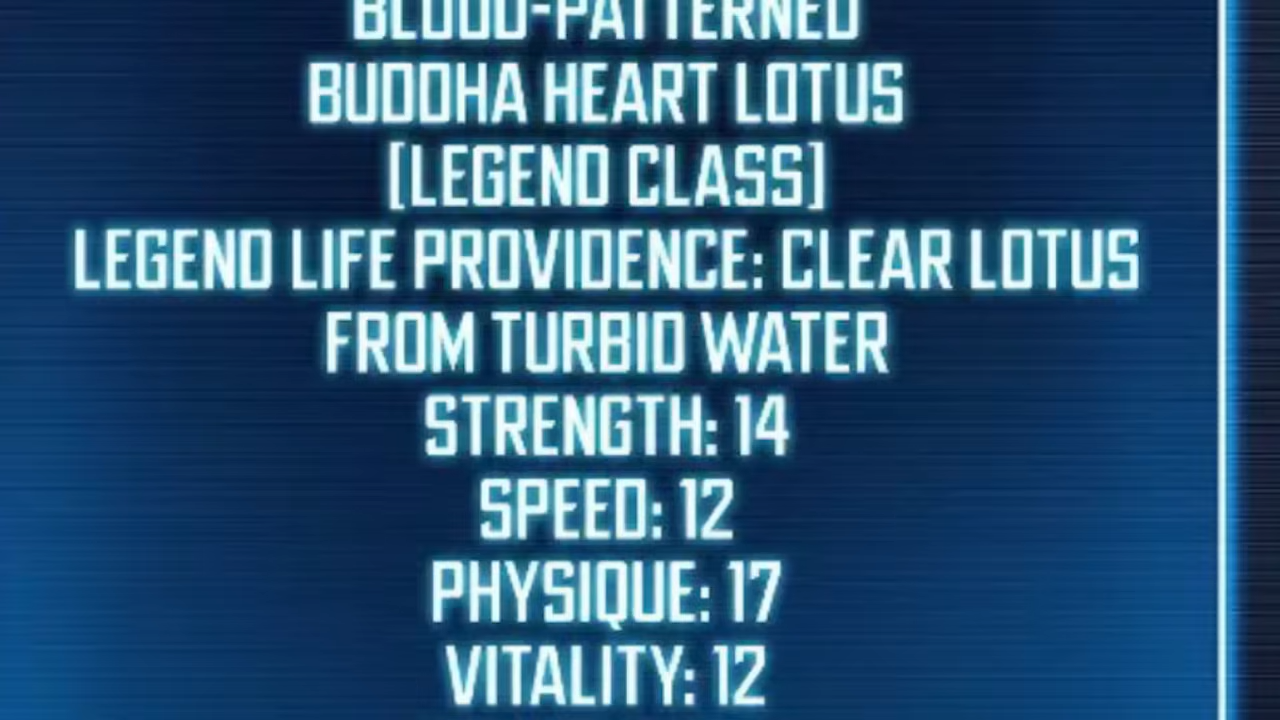 BLOOD-PATTERNED
BUDDHA HEART LOTUS
[LEGEND CLASS]
LEGEND LIFE PROVIDENCE: CLEAR LOTUS
FROM TURBID WATER
STRENGTH: 14
SPEED: 12
PHYSIQUE: 17
VITALITY: 12